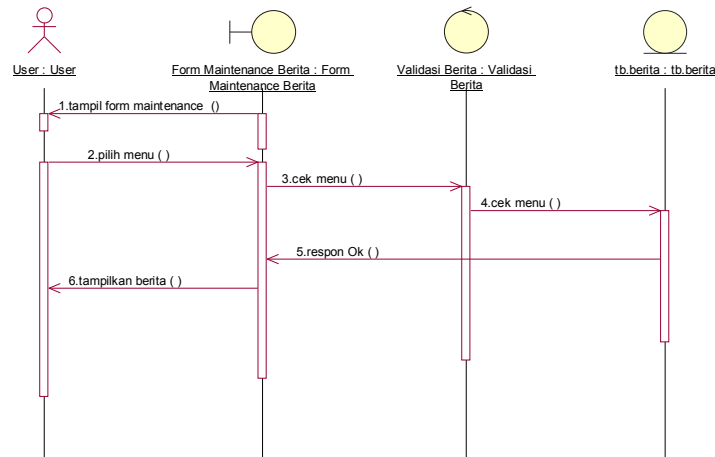 User : User
Form Maintenance Berita : Form
Maintenance Berita
Validasi Berita : Validasi
Berita
tb.berita : tb.berita
1.tampil form maintenance ()
2.pilih menu ( )
3.cek menu ( )
4.cek menu ( )
5.respon Ok ( )
6.tampilkan berita ( )